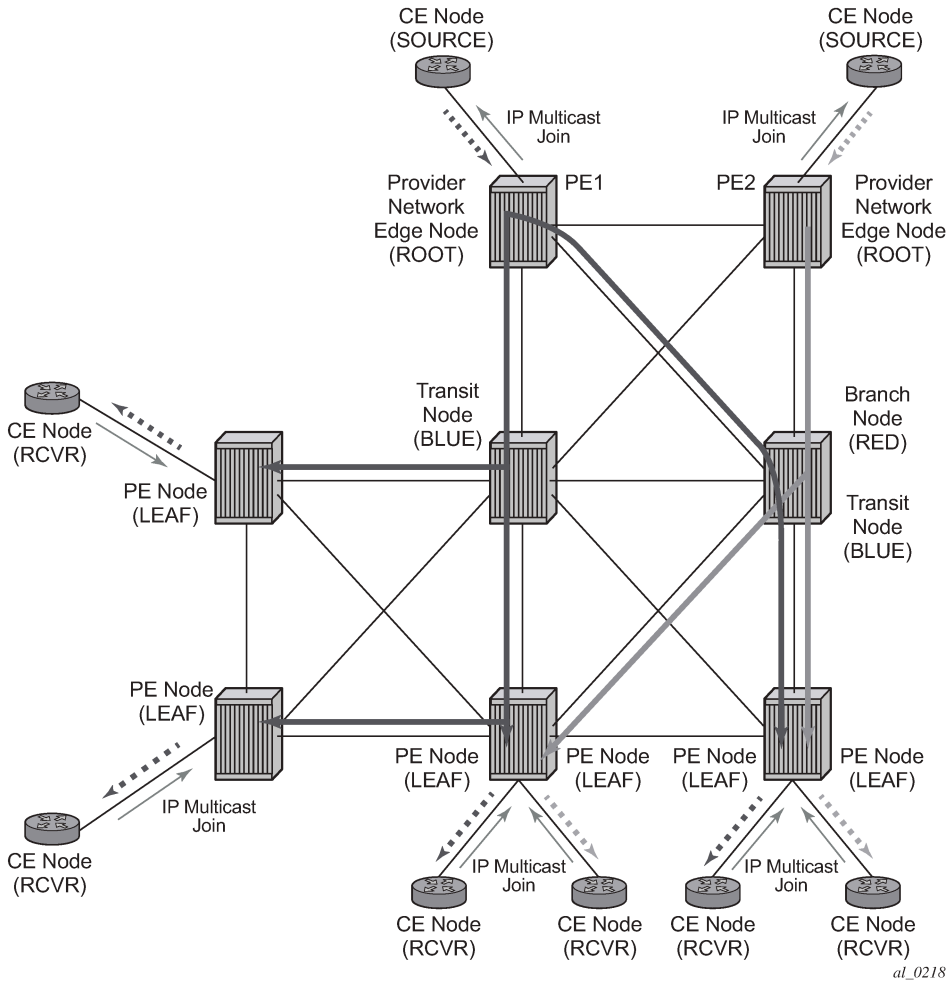 CE Node
(SOURCE)
CE Node
(SOURCE)
IP Multicast
Join
IP Multicast
Join
Provider
Network
Edge Node
(ROOT)
PE1
PE2
Provider
Network
Edge Node
(ROOT)
Transit
Node
(BLUE)
Branch
Node
(RED)
Transit
Node
(BLUE)
CE Node
(RCVR)
PE Node
(LEAF)
PE Node
(LEAF)
PE Node
(LEAF)
PE Node
(LEAF)
PE Node
(LEAF)
PE Node
(LEAF)
IP Multicast
Join
CE Node
(RCVR)
IP Multicast
Join
IP Multicast
Join
CE Node
(RCVR)
CE Node
(RCVR)
CE Node
(RCVR)
CE Node
(RCVR)
al_0218